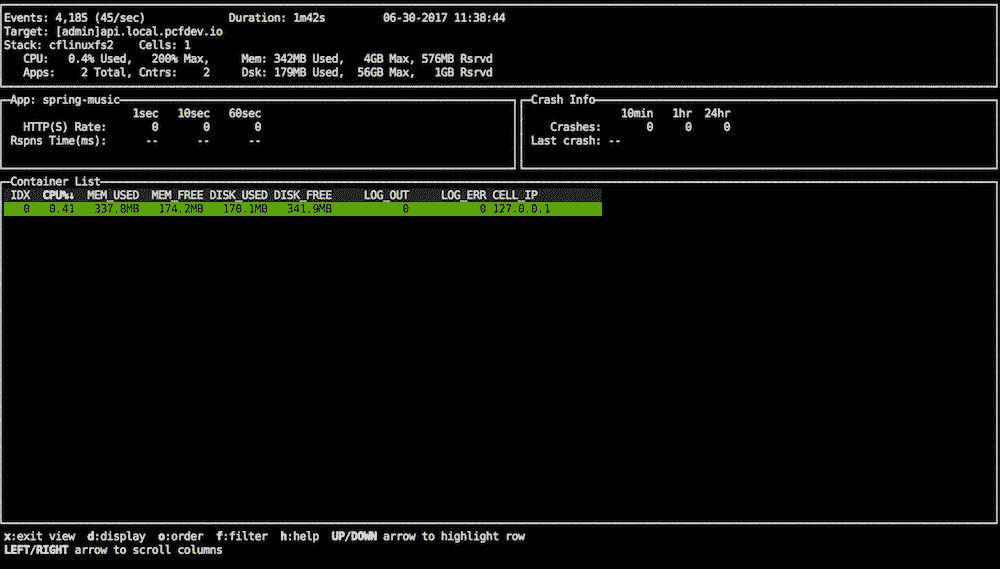 Events: 4,185 (45/sec) Duration: 1m42s 06-30-2017 11:38:44
Target: [admin]api.local.pcfdev.io
Stack: cflinuxfs2 Cells: 1
CPU: 0.4% Used, 200% Max, Mem: 342MB Used, 4GB Max, 576MB Rsrvd
Apps: 2 Total, Cntrs: 2 Dsk: 179MB Used, 56GB Max, 1GB Rsrvd
App: spring-music
1sec 10sec 60sec
HTTP(S) Rate: 0 0 0
Rspns Time(ms): -- -- --
Crash Info
10min 1hr 24hr
Crashes: 0 0 0
Last crash: --
Container List
IDX CPU%↓ MEM_USED MEM_FREE DISK_USED DISK_FREE LOG_OUT LOG_ERR CELL_IP
0 0.41 337.8MB 174.2MB 170.1MB 341.9MB 0 0 127.0.0.1
x:exit view d:display o:order f:filter h:help UP/DOWN arrow to highlight row
LEFT/RIGHT arrow to scroll columns